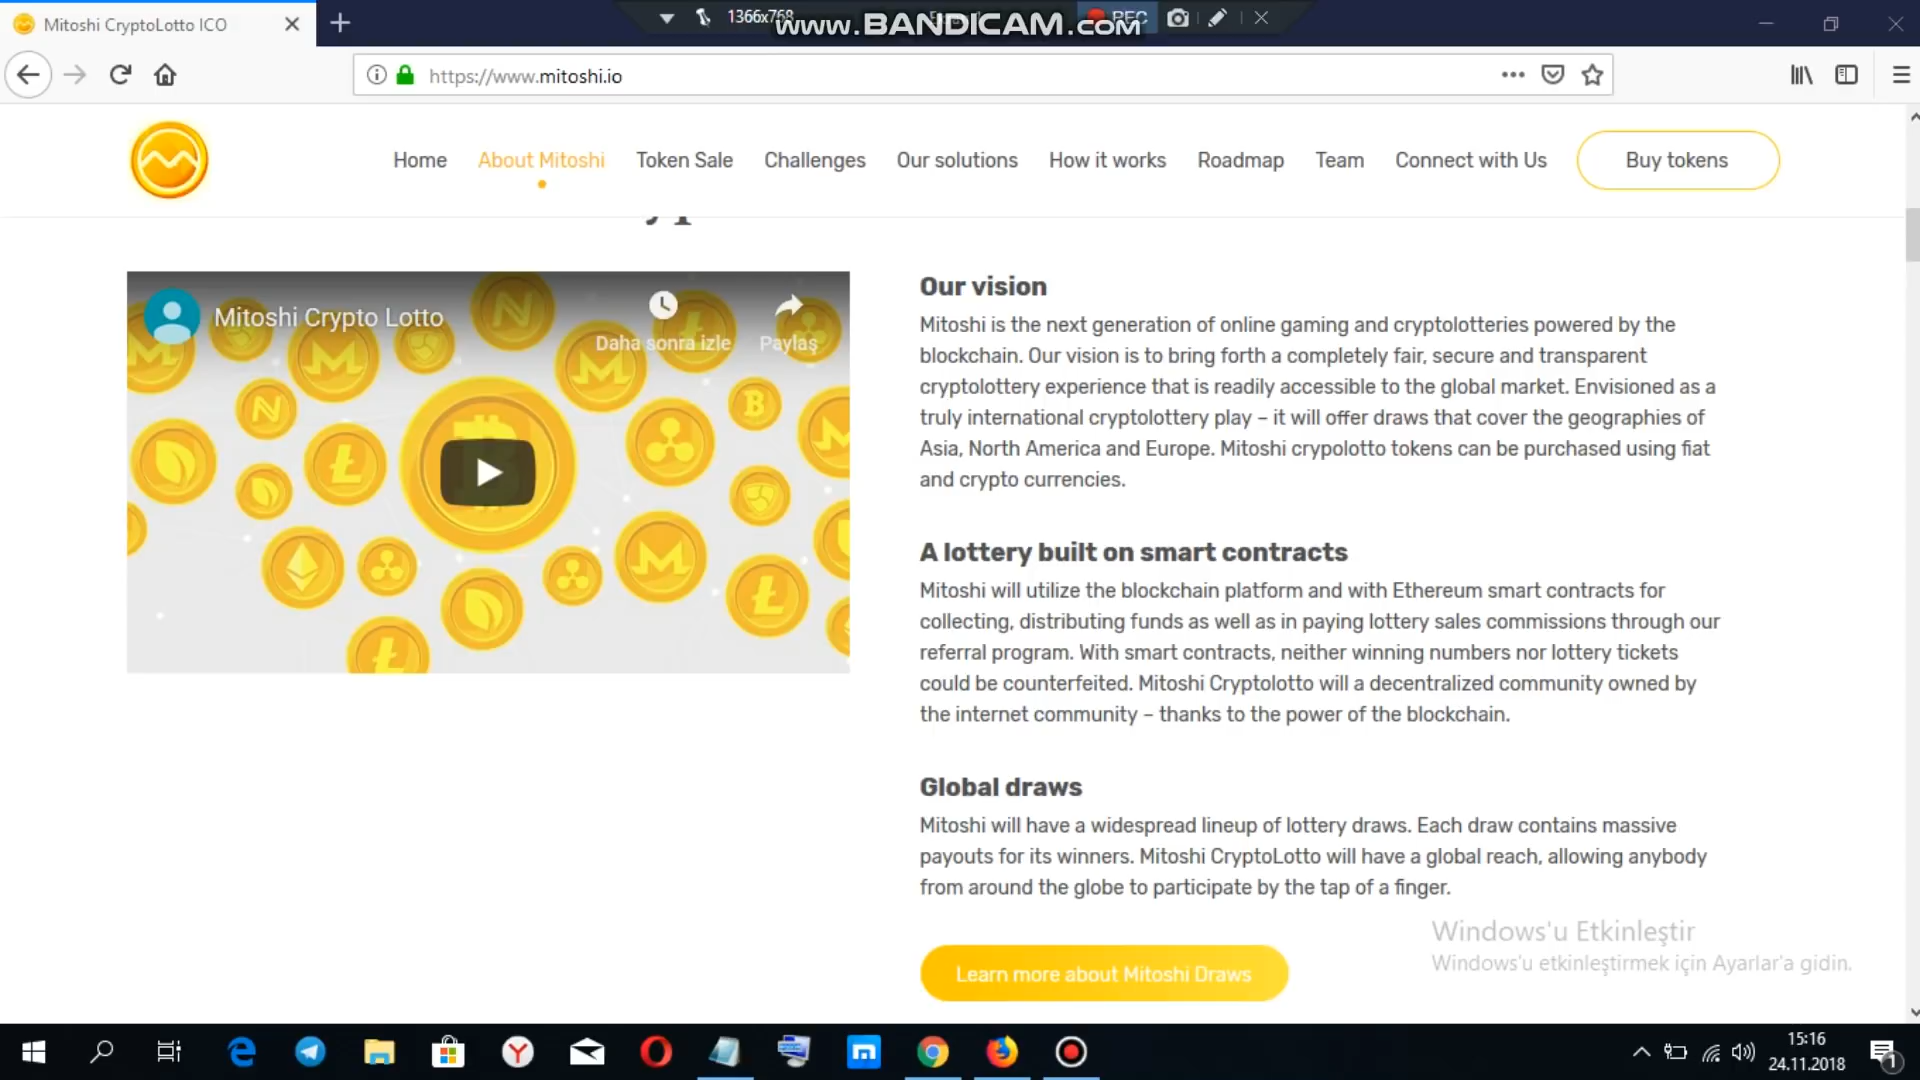 Mitoshi CryptoLotto ICO
1366x768
www.BANDICAM.com
REC
https://www.mitoshi.io
Home
About Mitoshi
Token Sale
Challenges
Our solutions
How it works
Roadmap
Team
Connect with Us
Buy tokens
Mitoshi Crypto Lotto
Daha sonra izle
Paylaş
Our vision
Mitoshi is the next generation of online gaming and cryptolotteries powered by the
blockchain. Our vision is to bring forth a completely fair, secure and transparent
cryptolottery experience that is readily accessible to the global market. Envisioned as a
truly international cryptolottery play – it will offer draws that cover the geographies of
Asia, North America and Europe. Mitoshi crypolotto tokens can be purchased using fiat
and crypto currencies.
A lottery built on smart contracts
Mitoshi will utilize the blockchain platform and with Ethereum smart contracts for
collecting, distributing funds as well as in paying lottery sales commissions through our
referral program. With smart contracts, neither winning numbers nor lottery tickets
could be counterfeited. Mitoshi Cryptolotto will a decentralized community owned by
the internet community – thanks to the power of the blockchain.
Global draws
Mitoshi will have a widespread lineup of lottery draws. Each draw contains massive
payouts for its winners. Mitoshi CryptoLotto will have a global reach, allowing anybody
from around the globe to participate by the tap of a finger.
Learn more about Mitoshi Draws
Windows'u Etkinleştir
Windows'u etkinleştirmek için Ayarlar'a gidin.
15:16
24.11.2018
1